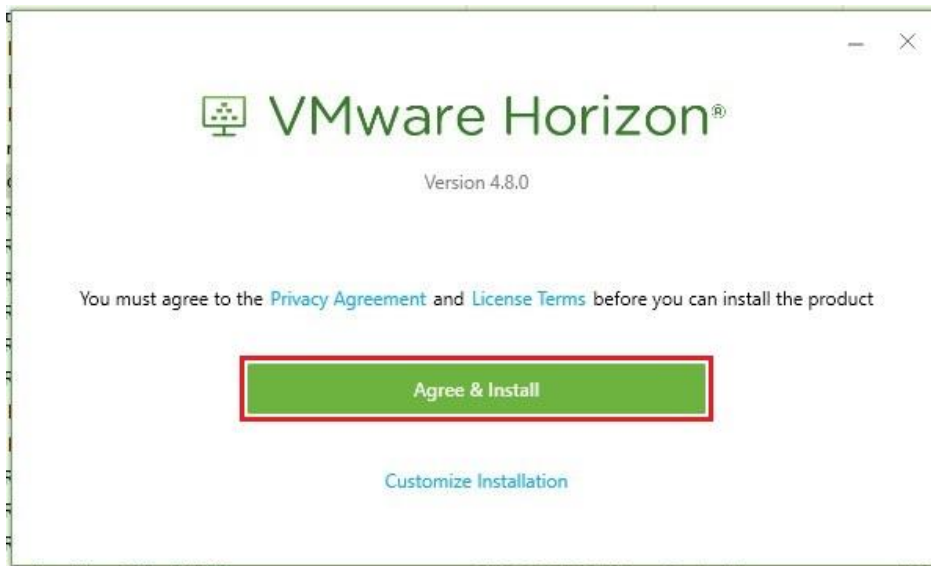 VMware Horizon®
Version 4.8.0
You must agree to the Privacy Agreement and License Terms before you can install the product
Agree & Install
Customize Installation